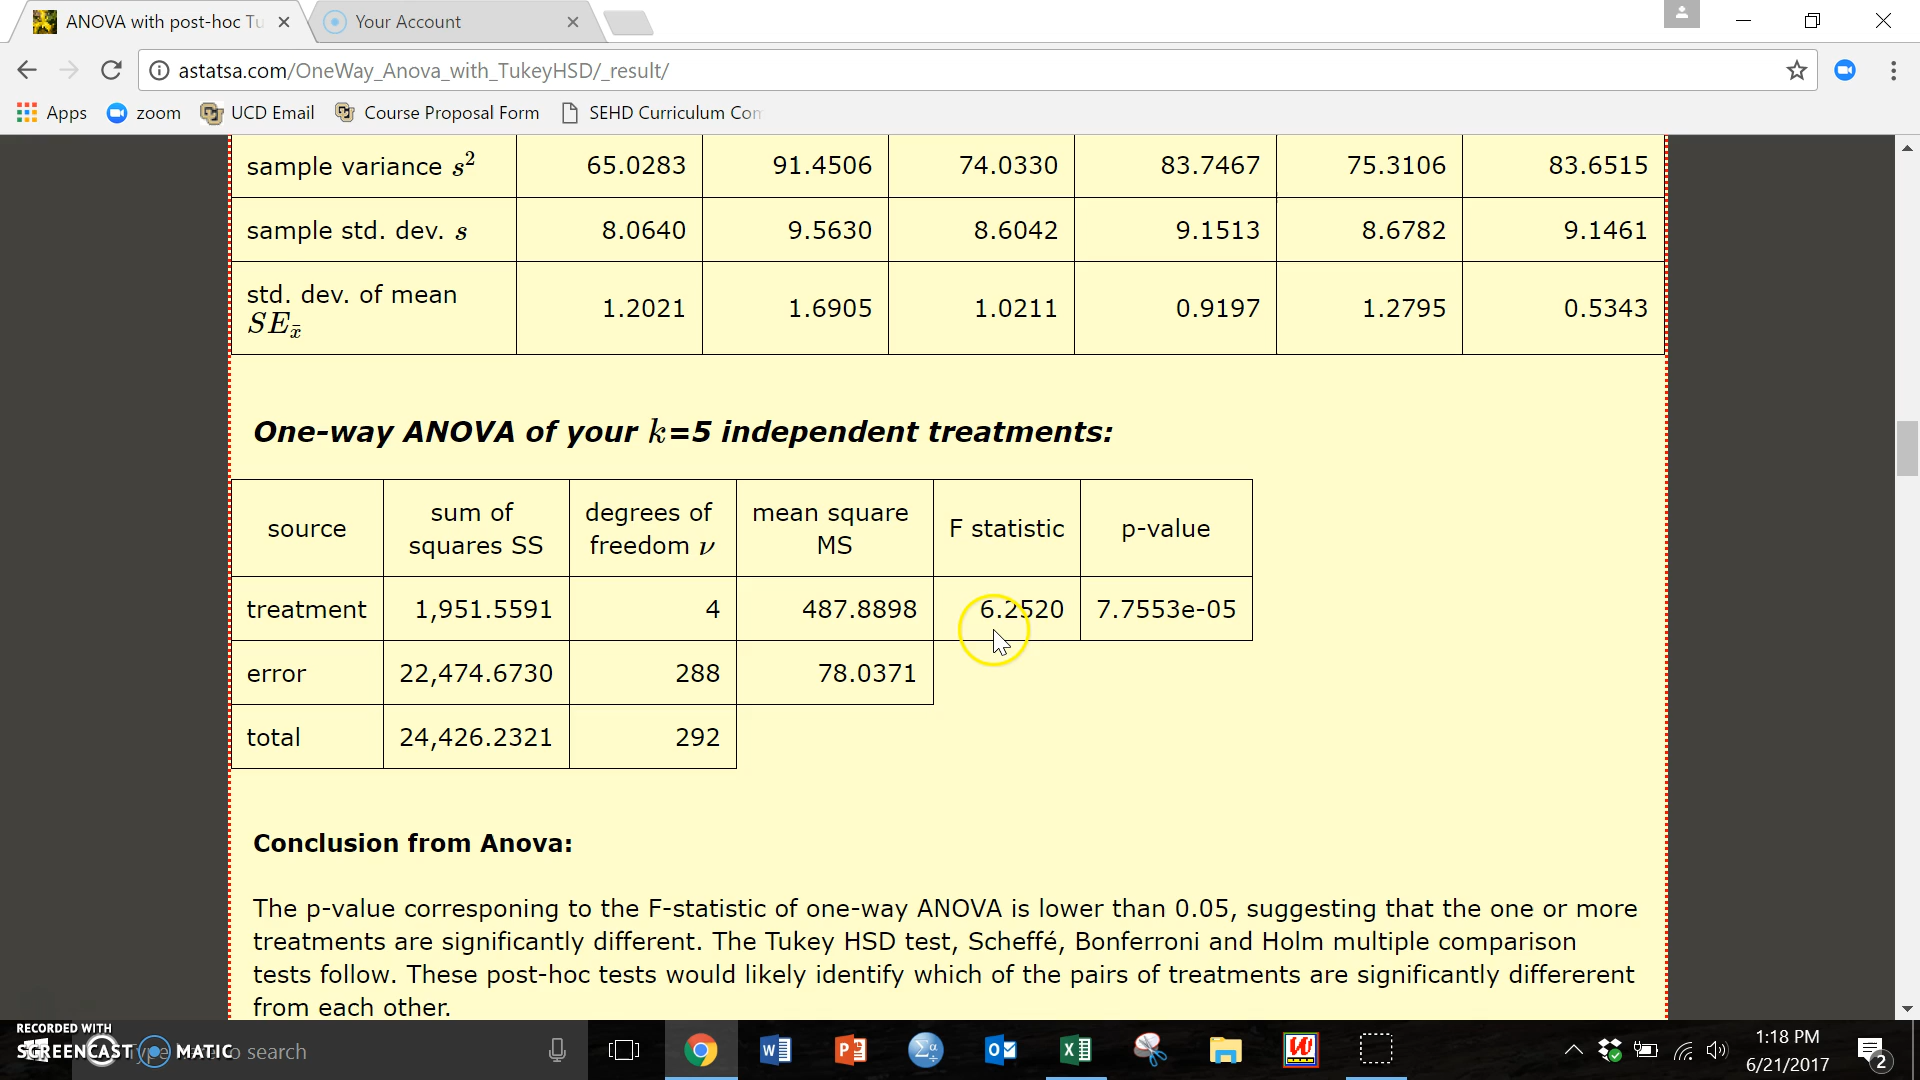 ANOVA with post-hoc Tu
Your Account
astatsa.com/OneWay_Anova_with_TukeyHSD/_result/
Apps zoom UCD Email Course Proposal Form SEHD Curriculum Com
sample variance s² 65.0283 91.4506 74.0330 83.7467 75.3106 83.6515
sample std. dev. s 8.0640 9.5630 8.6042 9.1513 8.6782 9.1461
std. dev. of mean
SEx̄ 1.2021 1.6905 1.0211 0.9197 1.2795 0.5343
One-way ANOVA of your k=5 independent treatments:
source sum of squares SS degrees of freedom ν mean square MS F statistic p-value
treatment 1,951.5591 4 487.8898 6.2520 7.7553e-05
error 22,474.6730 288 78.0371
total 24,426.2321 292
Conclusion from Anova:
The p-value corresponing to the F-statistic of one-way ANOVA is lower than 0.05, suggesting that the one or more
treatments are significantly different. The Tukey HSD test, Scheffé, Bonferroni and Holm multiple comparison
tests follow. These post-hoc tests would likely identify which of the pairs of treatments are significantly differerent
from each other.
RECORDED WITH
SCREENCAST MATIC
o search
1:18 PM
6/21/2017
2